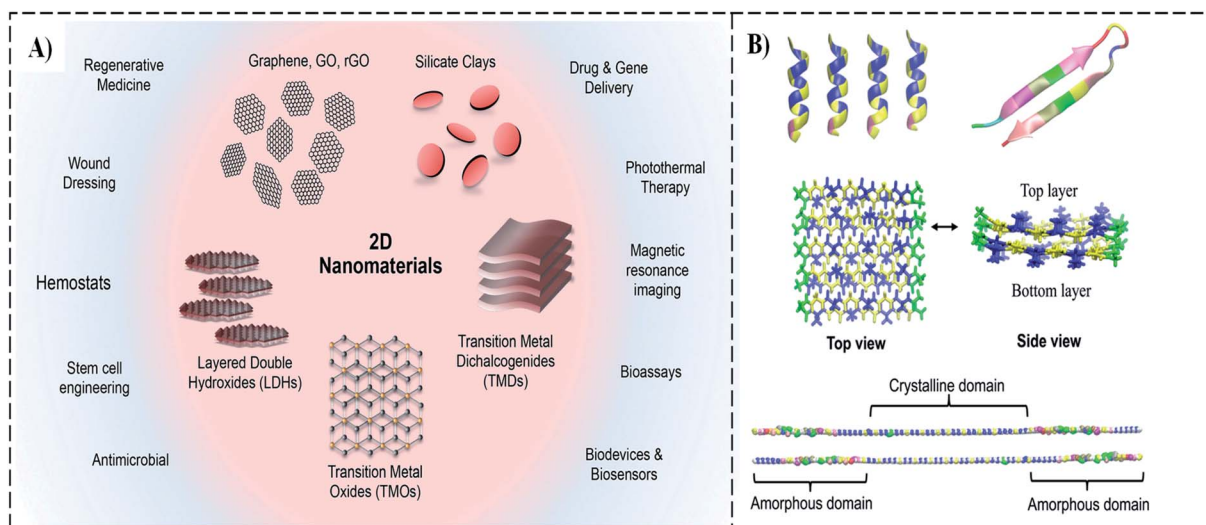 A)
Regenerative
Medicine
Graphene, GO, rGO
Silicate Clays
Drug & Gene
Delivery
Wound
Dressing
Photothermal
Therapy
2D
Nanomaterials
Hemostats
Magnetic
resonance
imaging
Layered Double
Hydroxides (LDHs)
Transition Metal
Dichalcogenides
(TMDs)
Stem cell
engineering
Bioassays
Antimicrobial
Transition Metal
Oxides (TMOs)
Biodevices &
Biosensors
B)
Top layer
Bottom layer
Top view
Side view
Crystalline domain
Amorphous domain
Amorphous domain